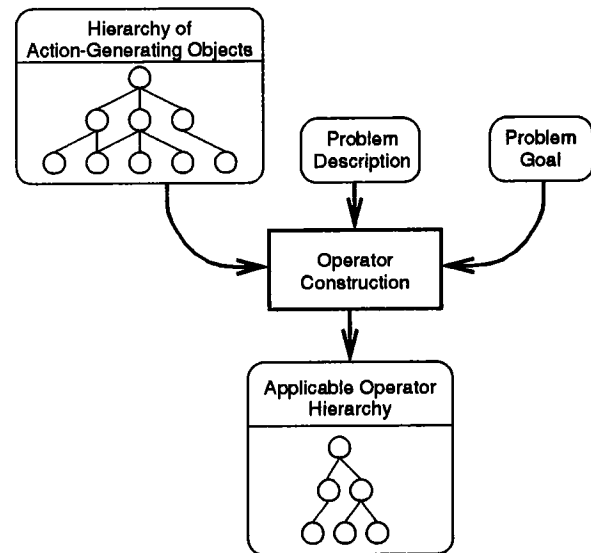 Hierarchy of
Action-Generating Objects
Problem
Description
Problem
Goal
Operator
Construction
Applicable Operator
Hierarchy